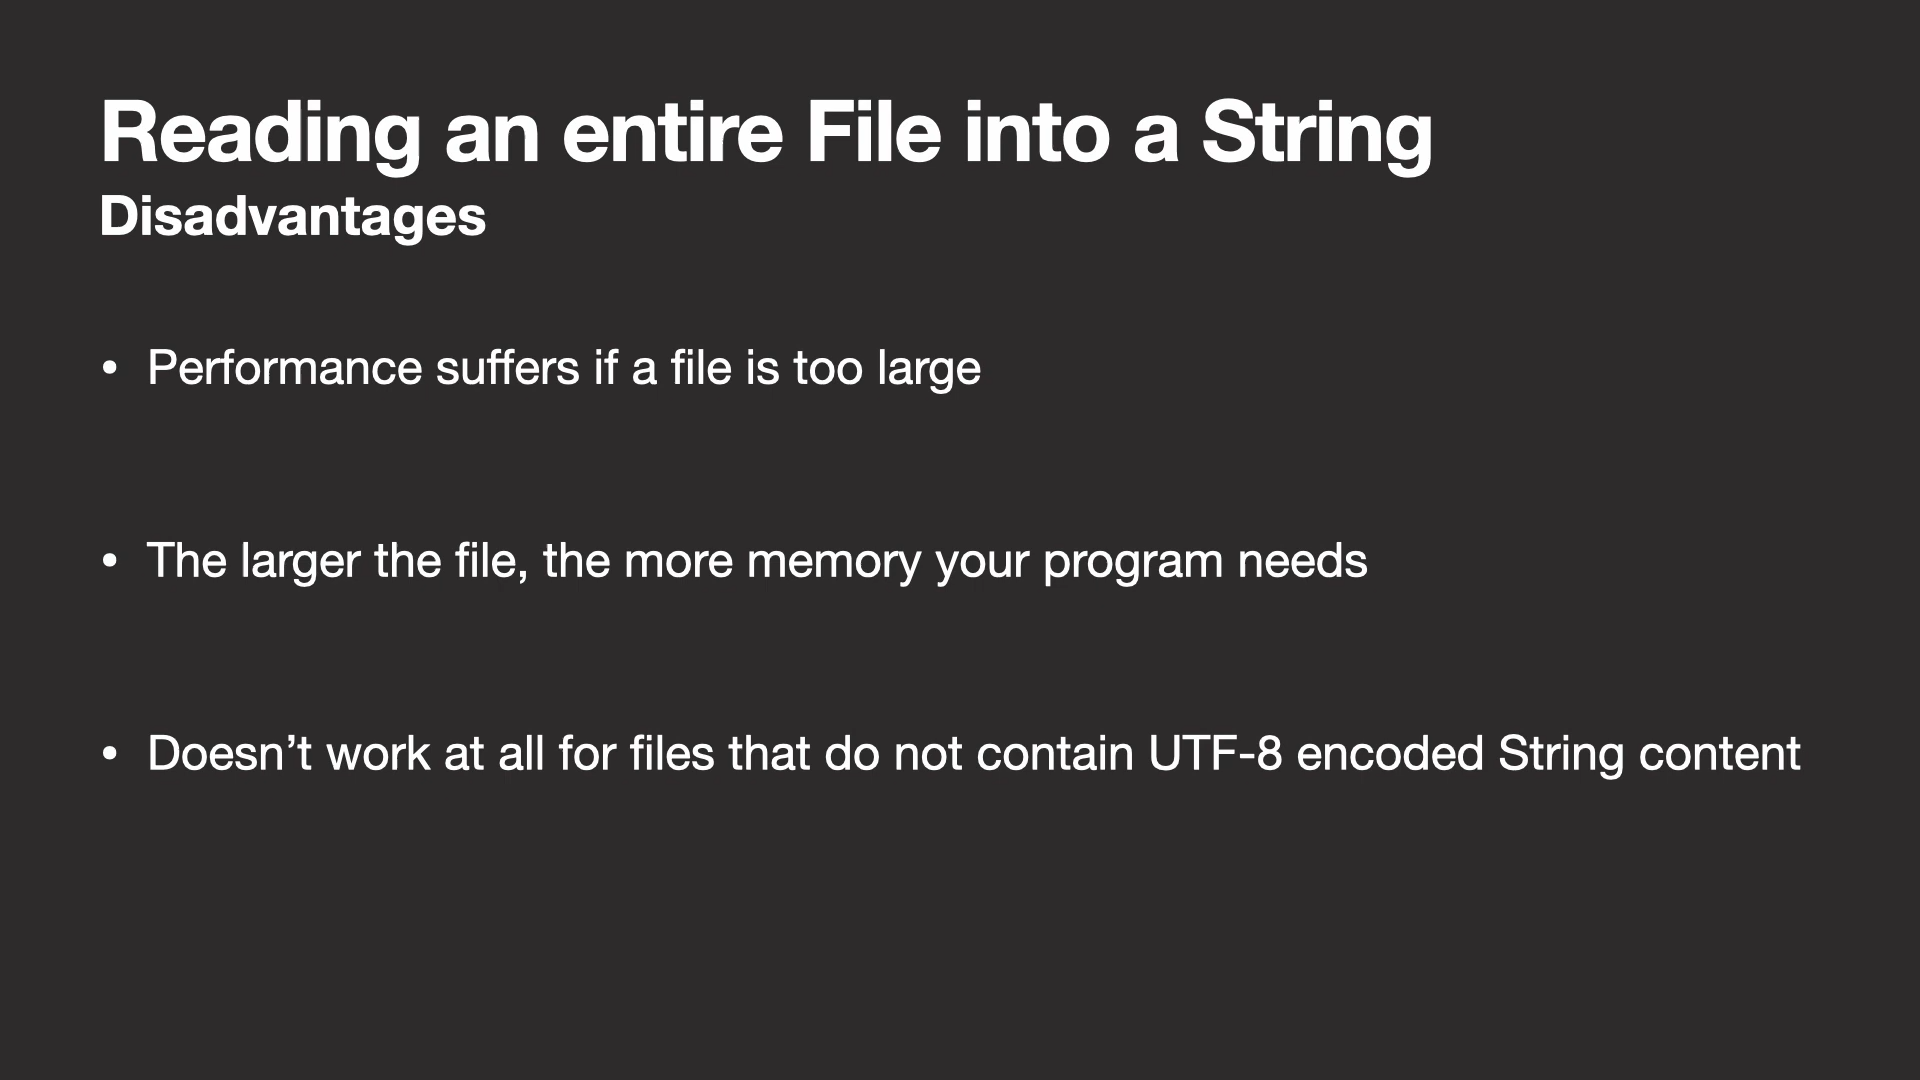 Reading an entire File into a String
Disadvantages
• Performance suffers if a file is too large
• The larger the file, the more memory your program needs
• Doesn’t work at all for files that do not contain UTF-8 encoded String content